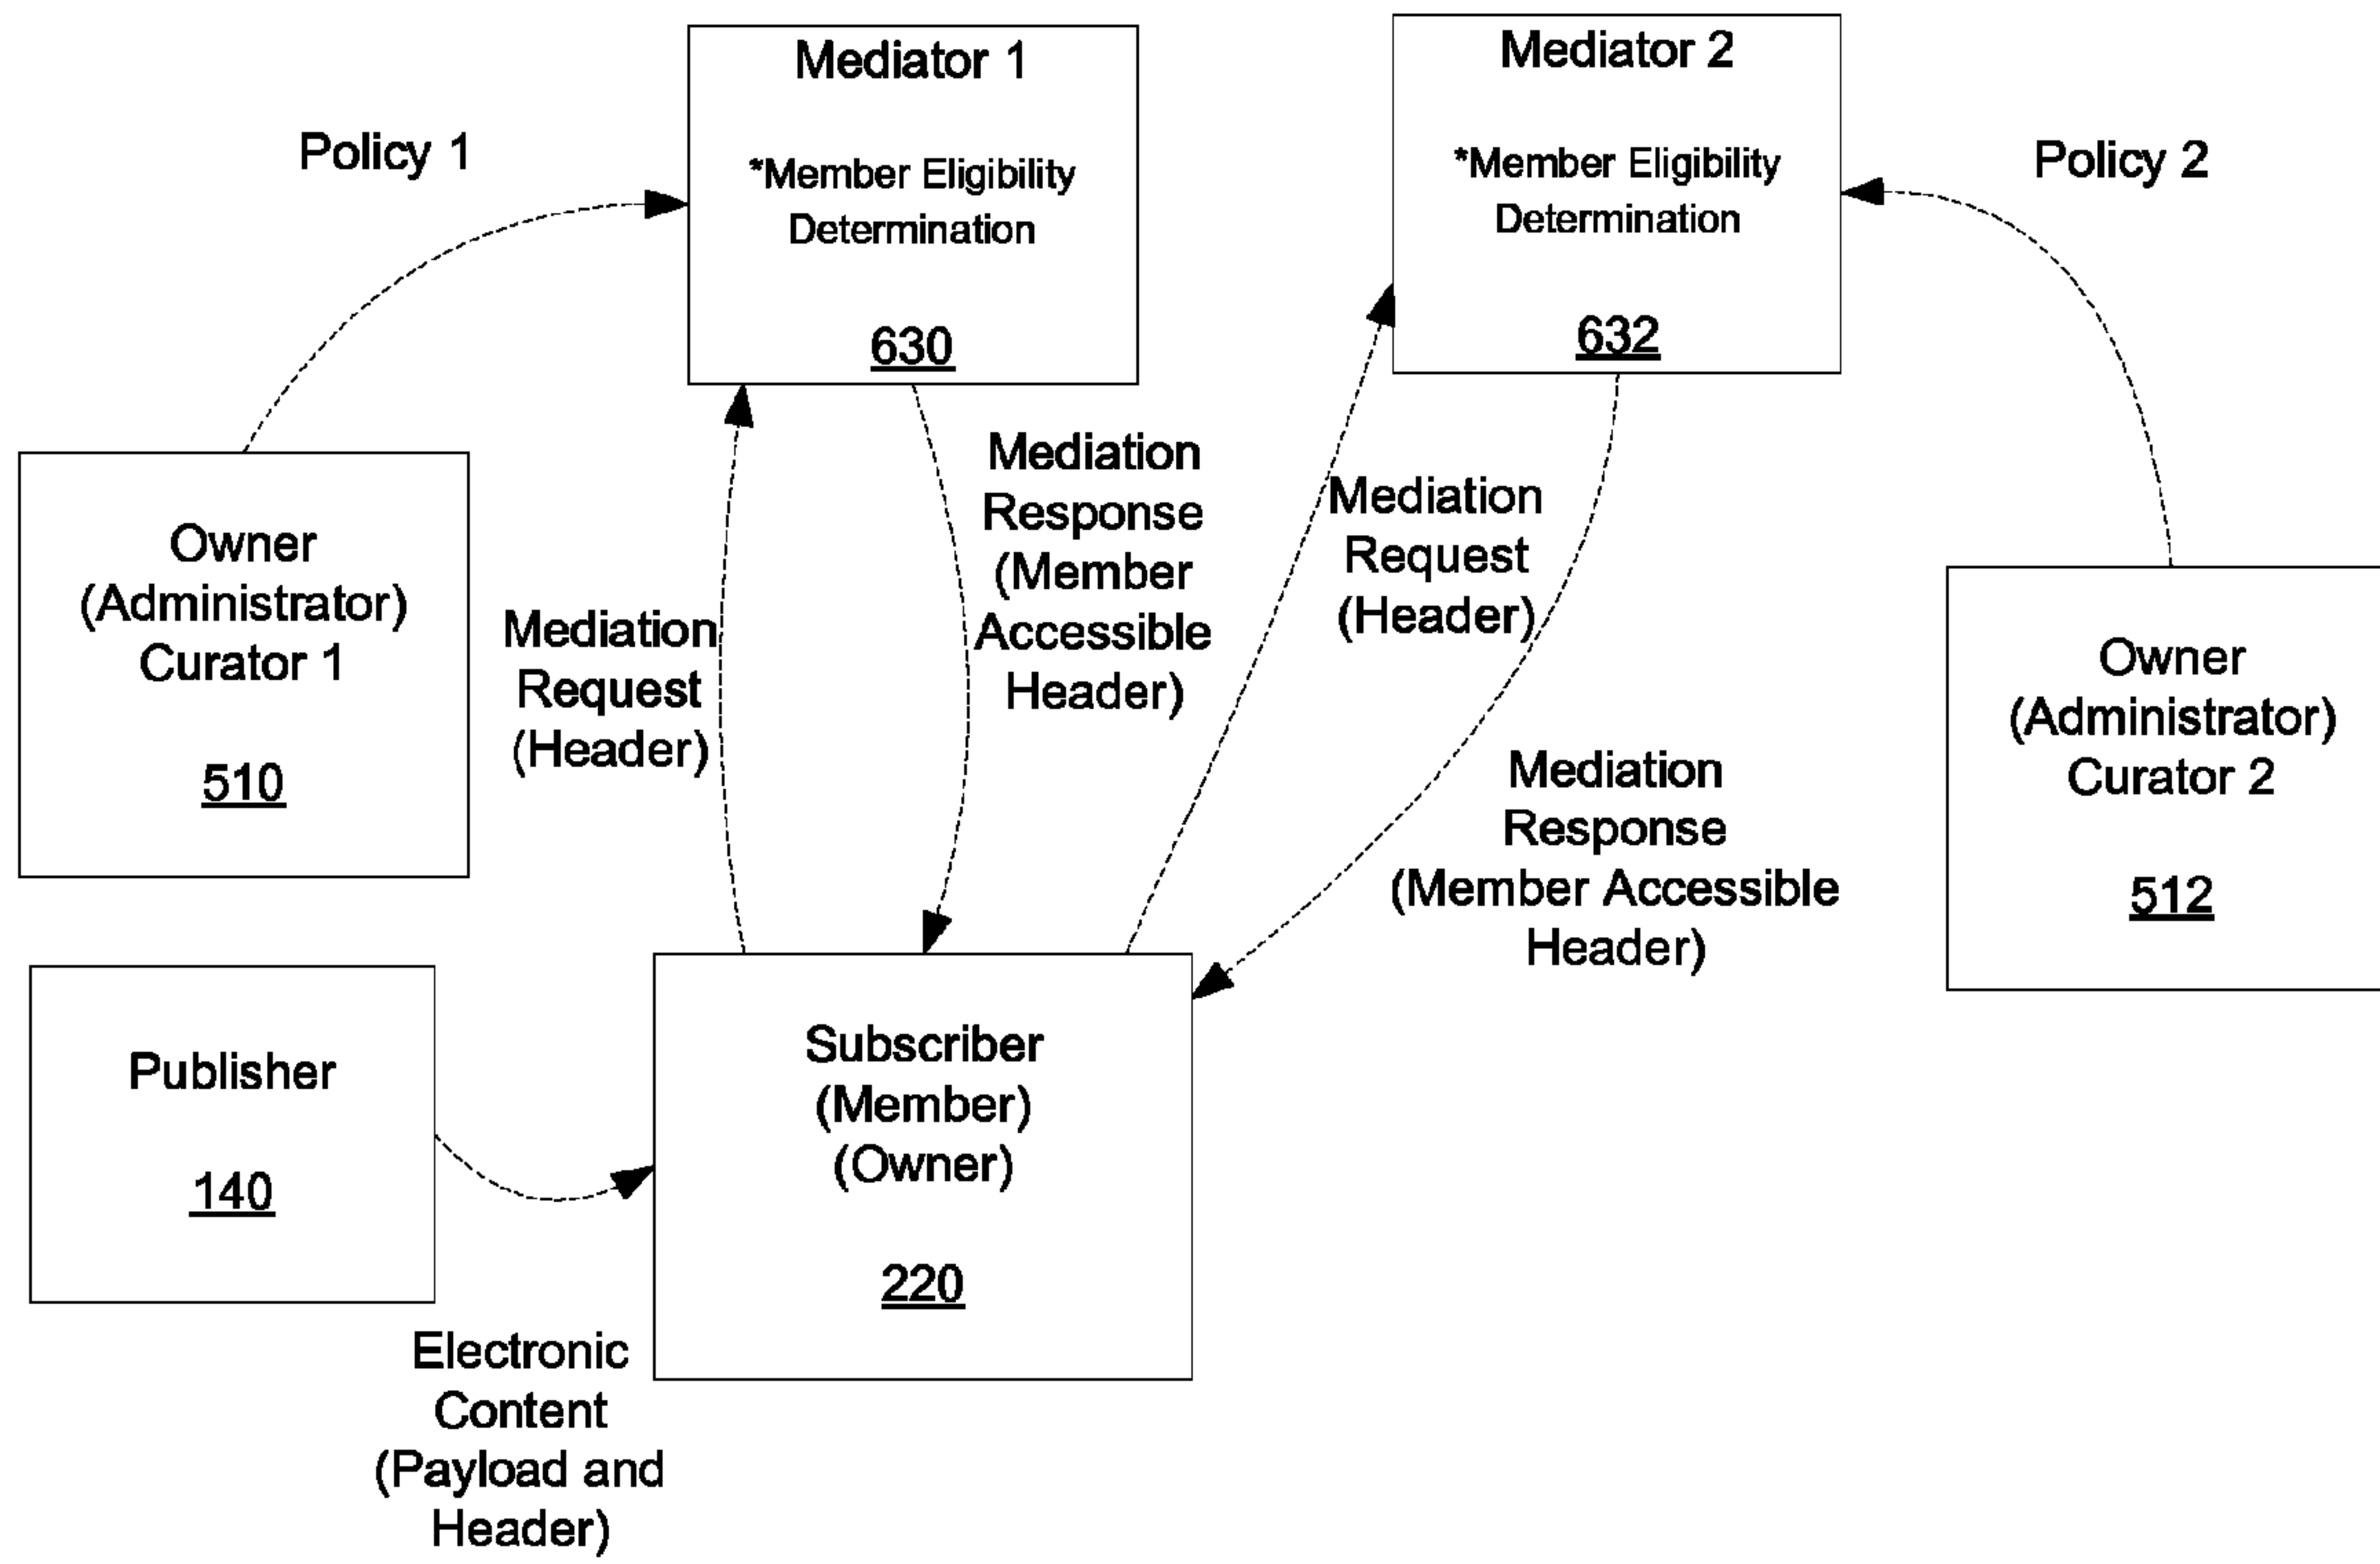 Mediator 1
*Member Eligibility
Determination
630
Mediator 2
*Member Eligibility
Determination
632
Policy 1
Policy 2
Owner
(Administrator)
Curator 1
510
Mediation
Request
(Header)
Mediation
Response
(Member
Accessible
Header)
Mediation
Request
(Header)
Mediation
Response
(Member Accessible
Header)
Owner
(Administrator)
Curator 2
512
Publisher
140
Subscriber
(Member)
(Owner)
220
Electronic
Content
(Payload and
Header)